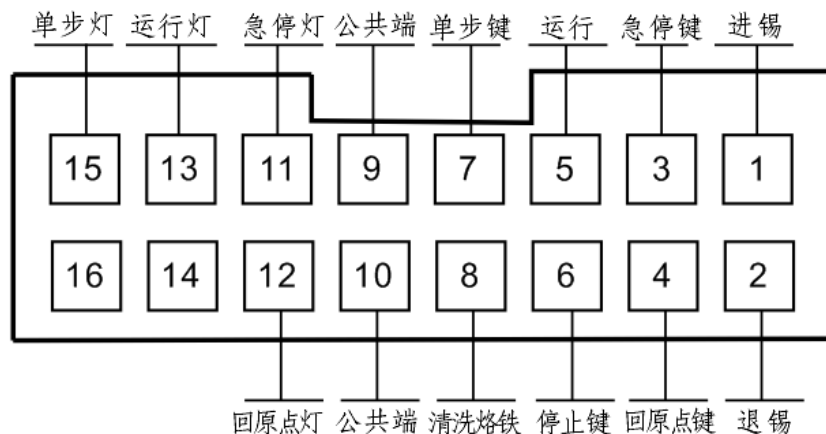 单步灯 运行灯 急停灯 公共端 单步键 运行 急停键 进锡
15 13 11 9 7 5 3 1
16 14 12 10 8 6 4 2
回原点灯 公共端 清洗烙铁 停止键 回原点键 退锡